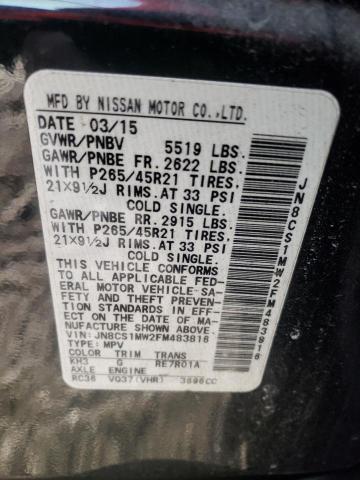 MFD BY NISSAN MOTOR CO.,LTD.
DATE 03/15
GVWR/PNBV 5519 LBS.
GAWR/PNBE FR. 2622 LBS.
WITH P265/45R21 TIRES.
21X9½J RIMS. AT 33 PSI
COLD SINGLE.
GAWR/PNBE RR. 2915 LBS.
WITH P265/45R21 TIRES.
21X9½J RIMS. AT 33 PSI
COLD SINGLE.
THIS VEHICLE CONFORMS
TO ALL APPLICABLE FED-
ERAL MOTOR VEHICLE SA-
FETY AND THEFT PREVENTION
STANDARDS IN EFF-
ECT ON THE DATE OF MA-
NUFACTURE SHOWN ABOVE.
VIN: JN8CS1MW2FM483816
TYPE: MPV
COLOR TRIM TRANS
KH3 G RE7R01A
AXLE ENGINE
RC36 VQ37(VHR) 3696CC
JN8CS1MW2FM483816